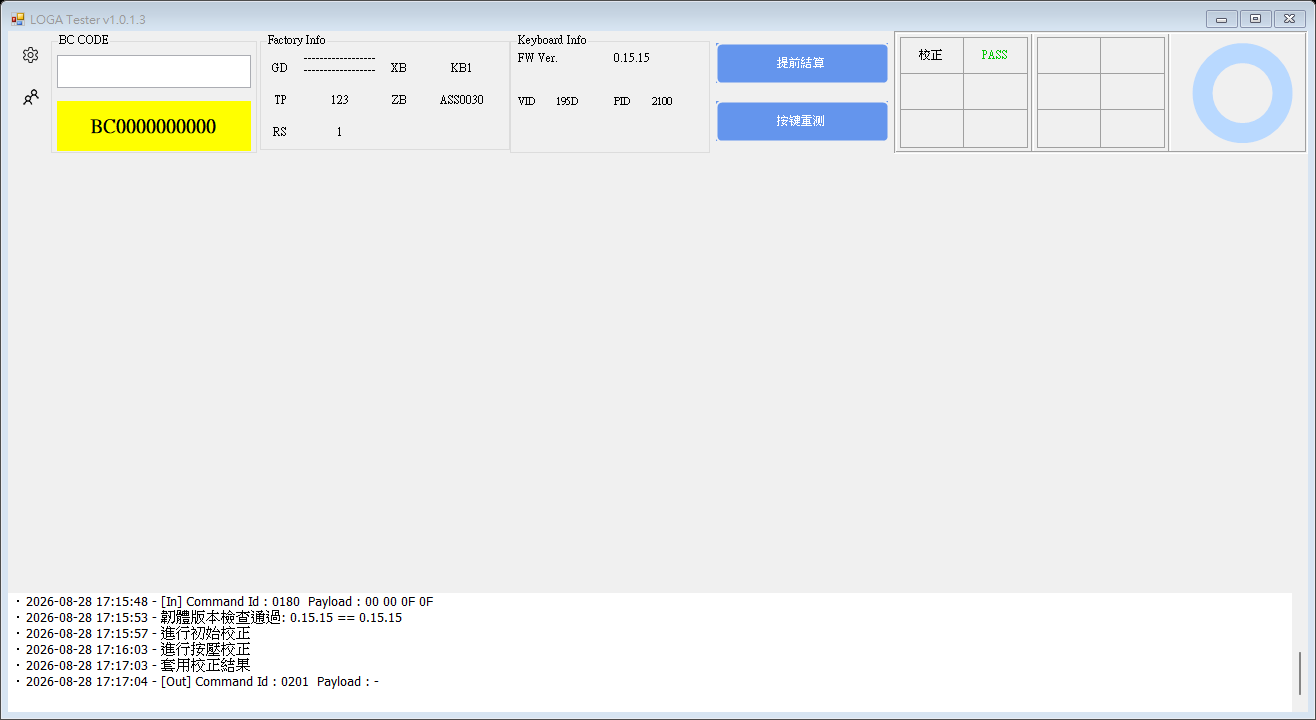 LOGA Tester v1.0.1.3
BC CODE
BC0000000000
Factory Info
GD ------------------ XB KB1
------------------
TP 123 ZB ASS0030
RS 1
Keyboard Info
FW Ver. 0.15.15
VID 195D PID 2100
提前結算
按键重测
校正 PASS
· 2026-08-28 17:15:48 - [In] Command Id : 0180 Payload : 00 00 0F 0F
· 2026-08-28 17:15:53 - 韌體版本檢查通過: 0.15.15 == 0.15.15
· 2026-08-28 17:15:57 - 進行初始校正
· 2026-08-28 17:16:03 - 進行按壓校正
· 2026-08-28 17:17:03 - 套用校正結果
· 2026-08-28 17:17:04 - [Out] Command Id : 0201 Payload : -